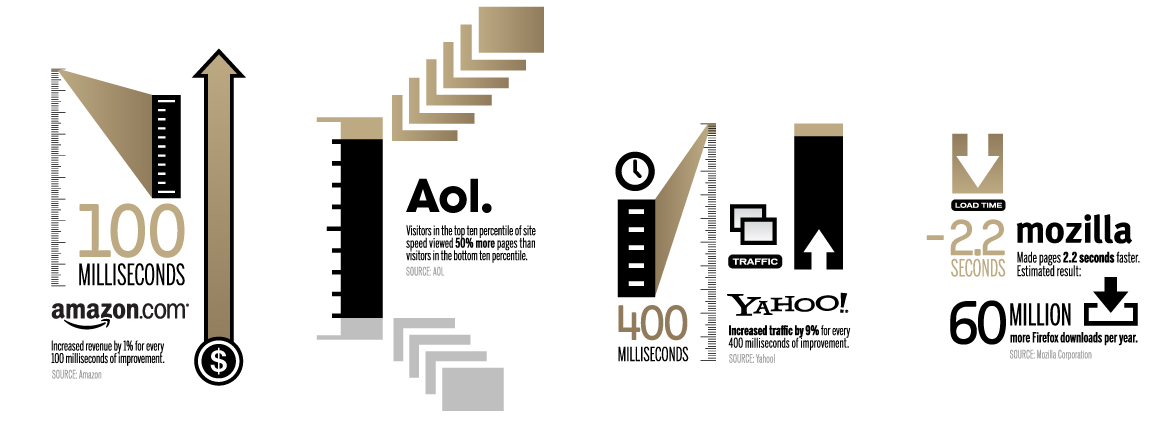 100
MILLISECONDS
amazon.com
Increased revenue by 1% for every
100 milliseconds of improvement.
SOURCE: Amazon
$
Aol.
Visitors in the top ten percentile of site
speed viewed 50% more pages than
visitors in the bottom ten percentile.
SOURCE: AOL
400
MILLISECONDS
TRAFFIC
YAHOO!
Increased traffic by 9% for every
400 milliseconds of improvement.
SOURCE: Yahoo!
LOAD TIME
-2.2
SECONDS
mozilla
Made pages 2.2 seconds faster.
Estimated result:
60 MILLION
more Firefox downloads per year.
SOURCE: Mozilla Corporation